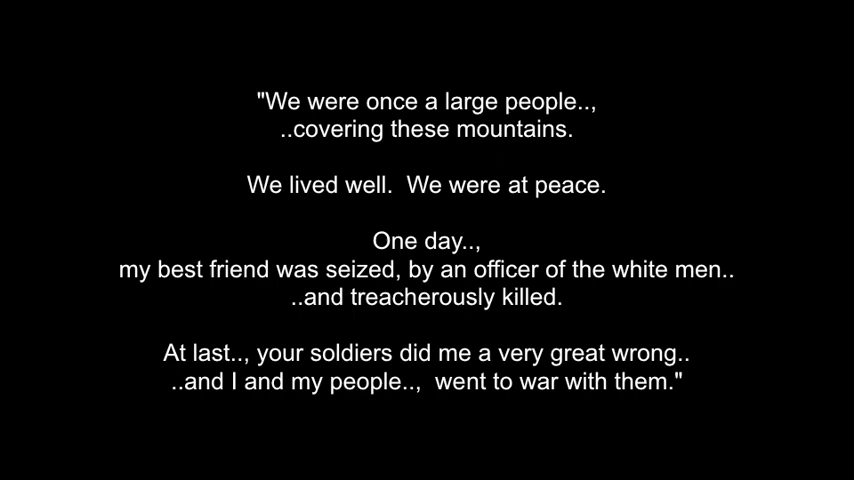 "We were once a large people..,
..covering these mountains.
We lived well.  We were at peace.
One day..,
my best friend was seized, by an officer of the white men..
..and treacherously killed.
At last.., your soldiers did me a very great wrong..
..and I and my people..,  went to war with them."